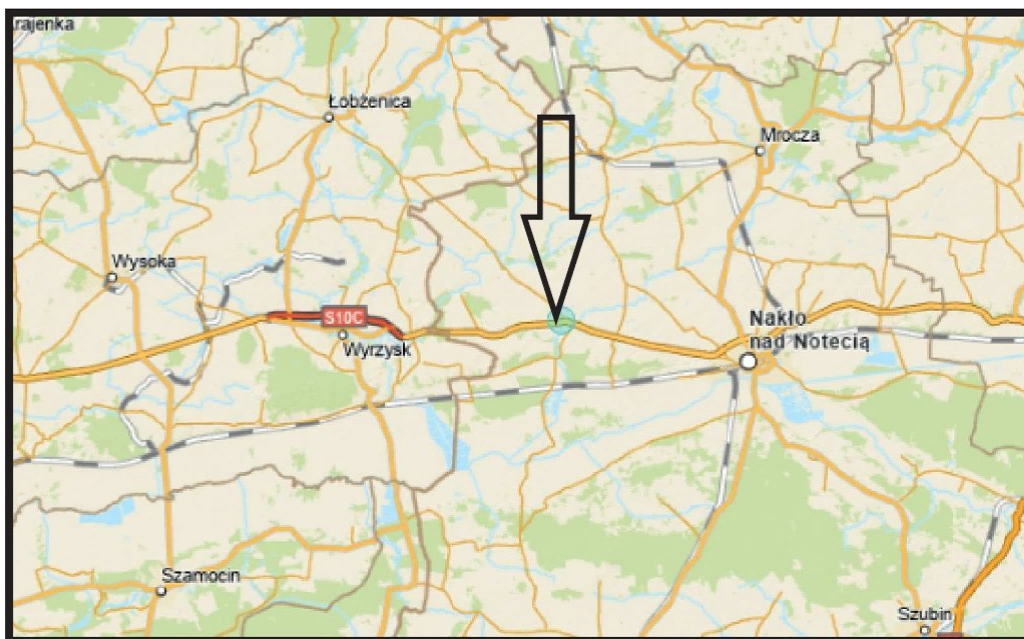 rajenka
Łobżenica
Mrocza
Wysoka
S10C
Wyrzysk
Nakło
nad Notecią
Szamocin
Szubin